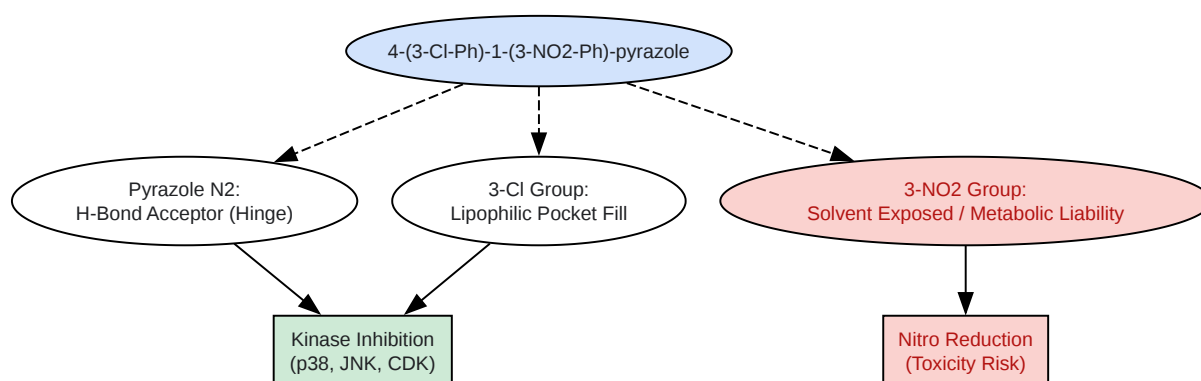 4-(3-Cl-Ph)-1-(3-NO2-Ph)-pyrazole
Pyrazole N2:
H-Bond Acceptor (Hinge)
3-Cl Group:
Lipophilic Pocket Fill
3-NO2 Group:
Solvent Exposed / Metabolic Liability
Kinase Inhibition
(p38, JNK, CDK)
Nitro Reduction
(Toxicity Risk)